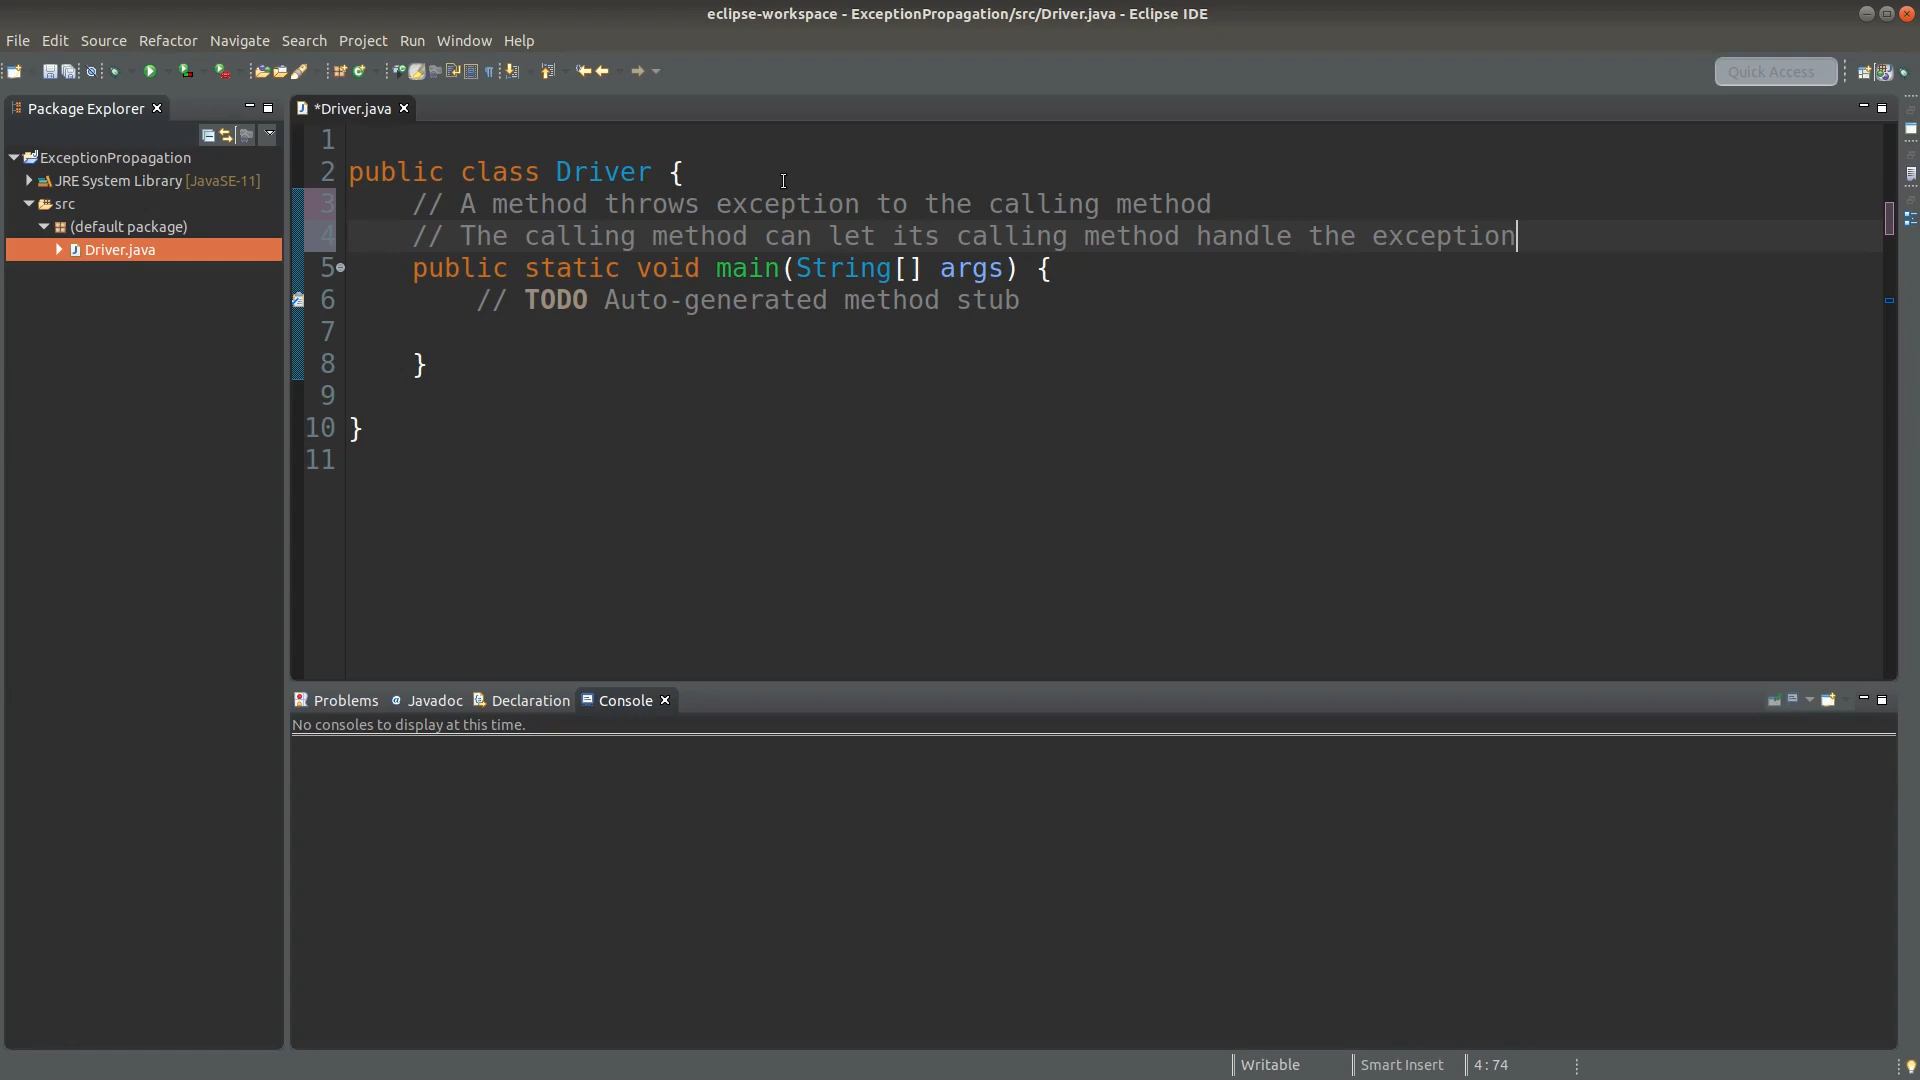 eclipse-workspace - ExceptionPropagation/src/Driver.java - Eclipse IDE
File Edit Source Refactor Navigate Search Project Run Window Help
Quick Access
Package Explorer
*Driver.java
ExceptionPropagation
JRE System Library [JavaSE-11]
src
(default package)
Driver.java
1
2 public class Driver {
3 // A method throws exception to the calling method
4 // The calling method can let its calling method handle the exception
5 public static void main(String[] args) {
6 // TODO Auto-generated method stub
7
8 }
9
10 }
11
Problems Javadoc Declaration Console
No consoles to display at this time.
Writable Smart Insert 4 : 74